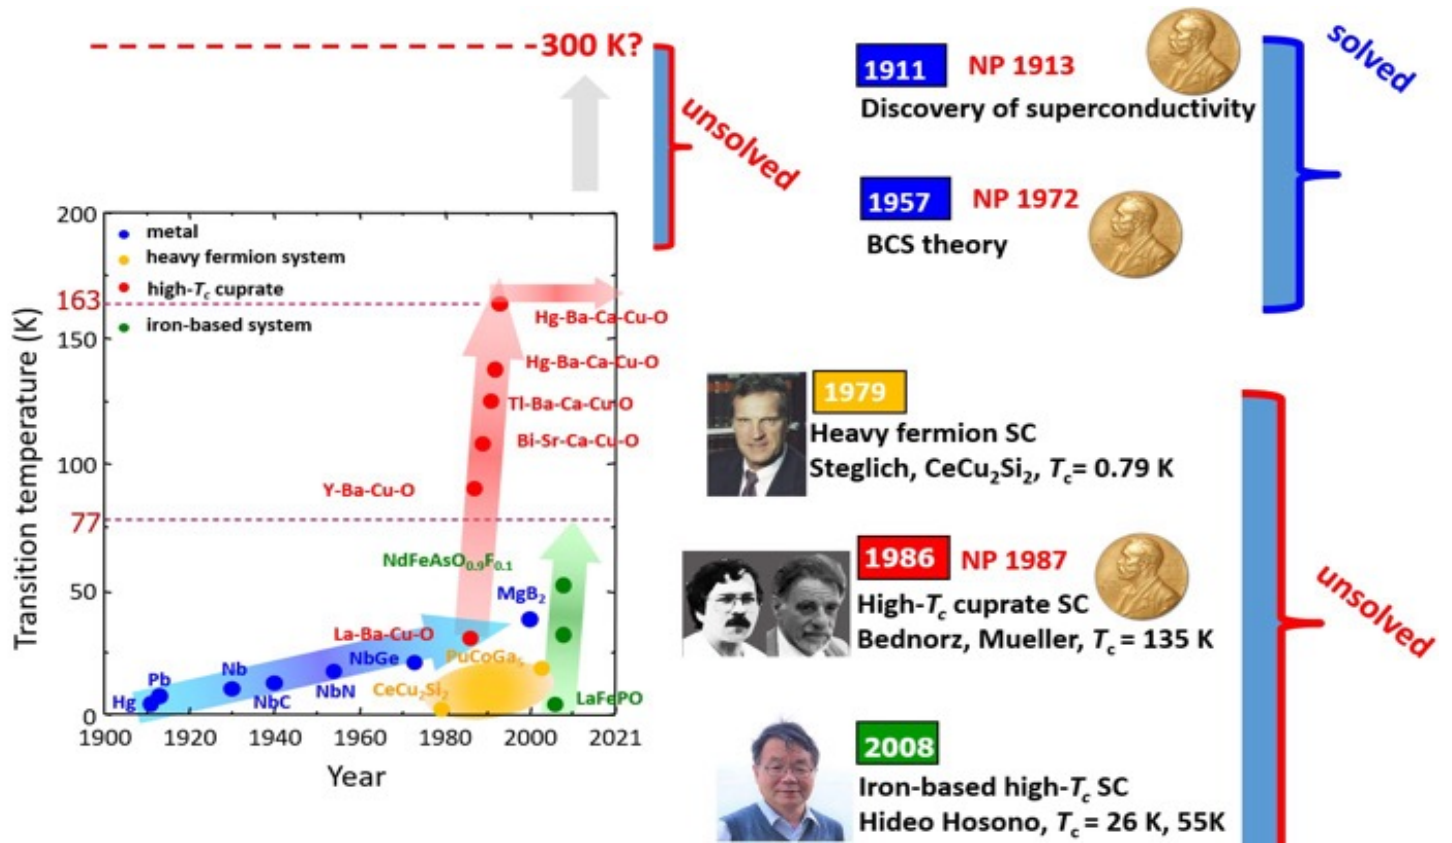 300 K?
unsolved
200
metal
heavy fermion system
high-Tc cuprate
iron-based system
163
150
100
77
50
0
Transition temperature (K)
Hg-Ba-Ca-Cu-O
Hg-Ba-Ca-Cu-O
Tl-Ba-Ca-Cu-O
Bi-Sr-Ca-Cu-O
Y-Ba-Cu-O
NdFeAsO0.9F0.1
MgB2
La-Ba-Cu-O
PuCoGa5
NbGe
Nb
Pb
CeCu2Si2
NbN
NbC
Hg
LaFePO
1900 1920 1940 1960 1980 2000 2021
Year
1911 NP 1913
Discovery of superconductivity
1957 NP 1972
BCS theory
solved
1979
Heavy fermion SC
Steglich, CeCu2Si2, Tc= 0.79 K
1986 NP 1987
High-Tc cuprate SC
Bednorz, Mueller, Tc = 135 K
2008
Iron-based high-Tc SC
Hideo Hosono, Tc = 26 K, 55K
unsolved